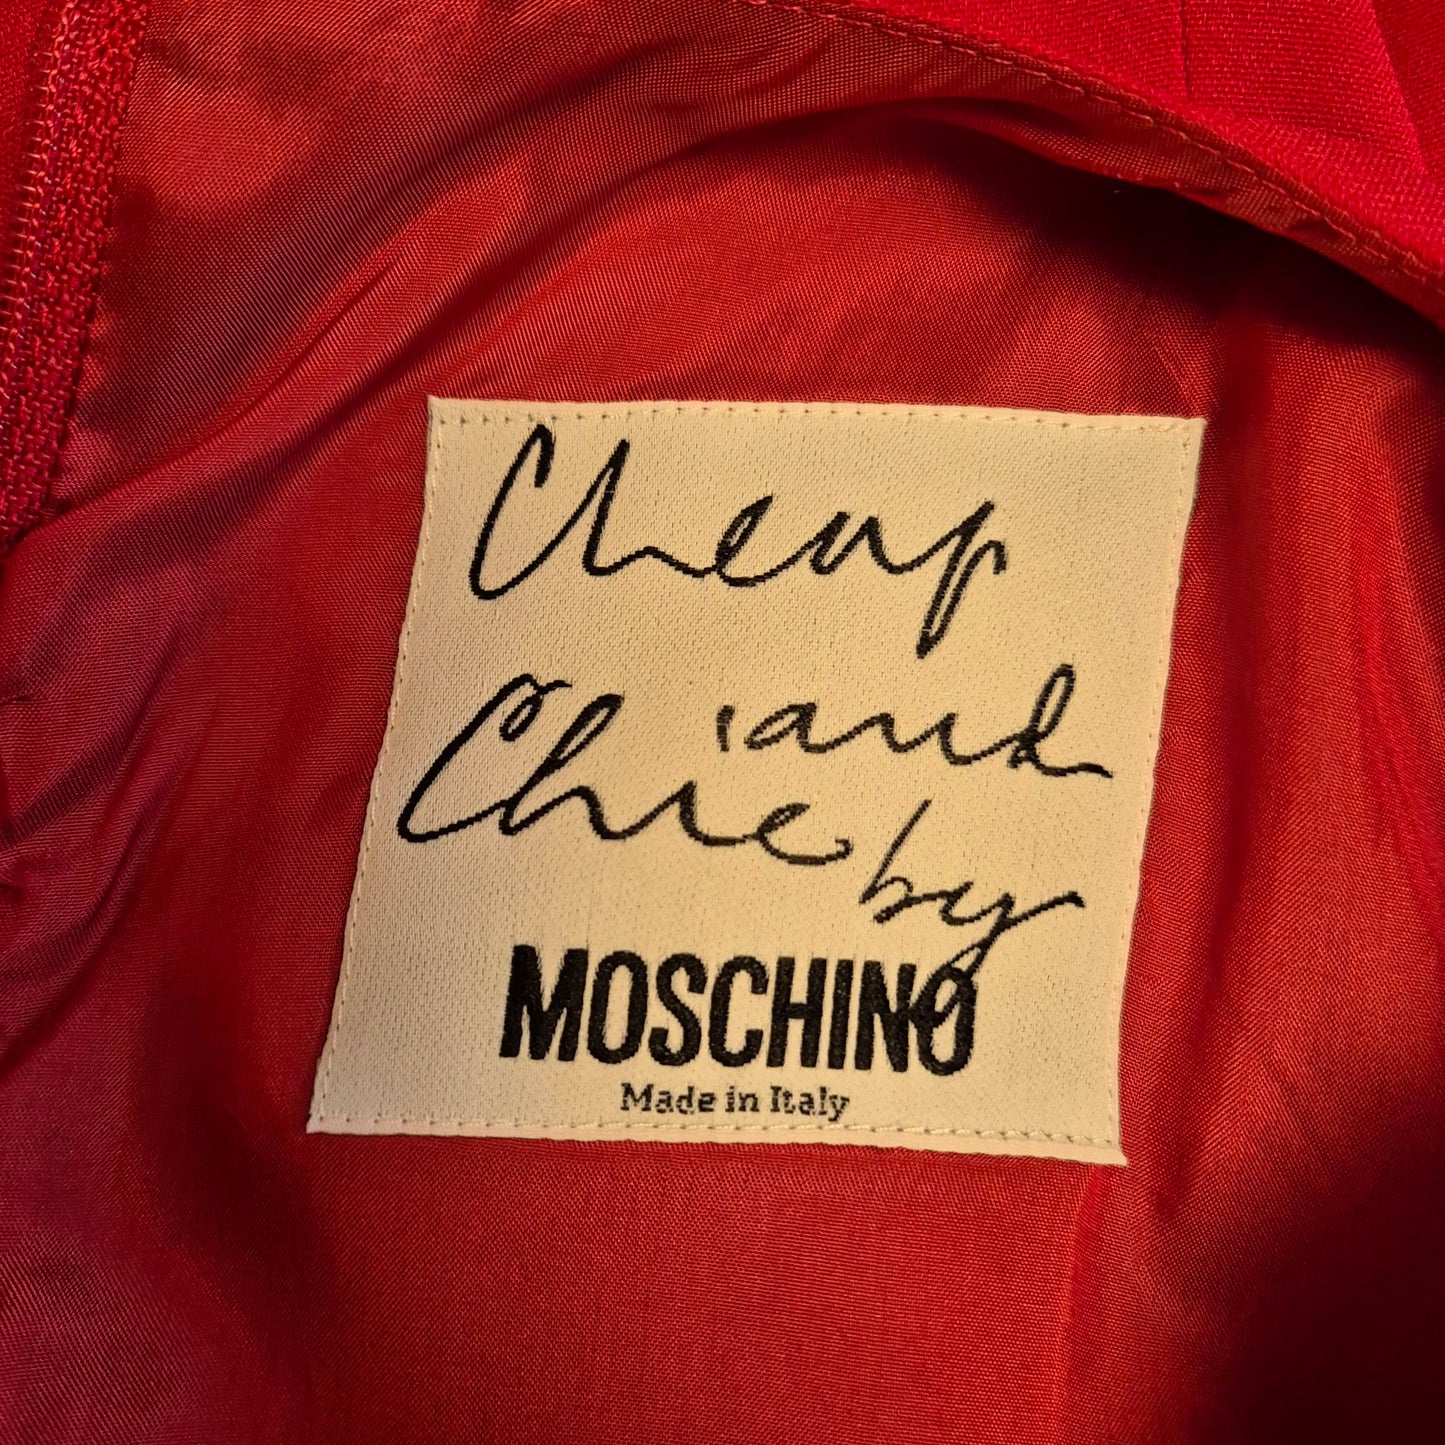 Cheap
and
Chic by
MOSCHINO
Made in Italy